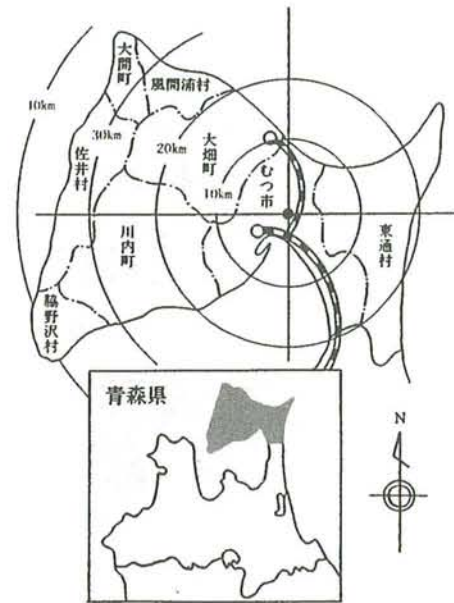 大間町
風間浦村
10km
30km
大畑町
佐井村
20km
10km
むつ市
川内町
東通村
脇野沢村
青森県
N